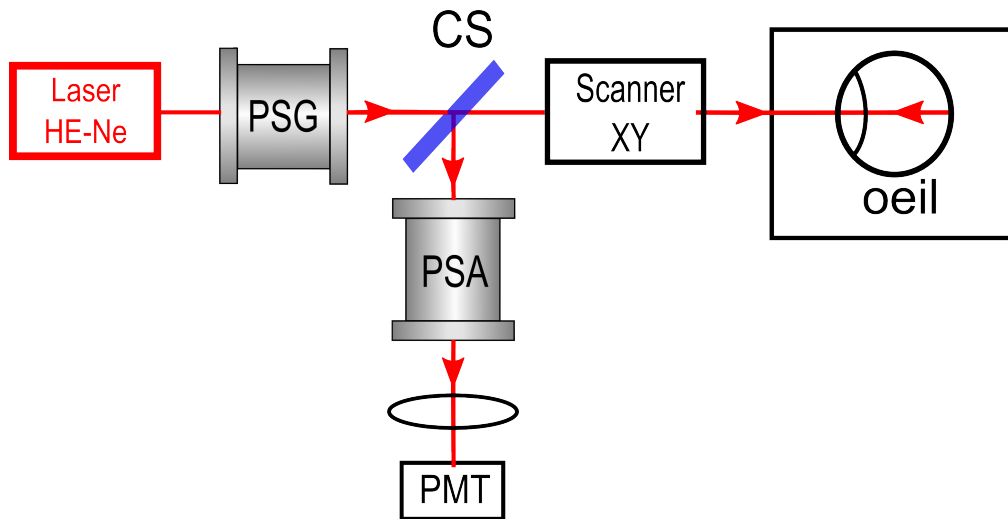 CS
Laser
HE-Ne
PSG
Scanner
XY
oeil
PSA
PMT